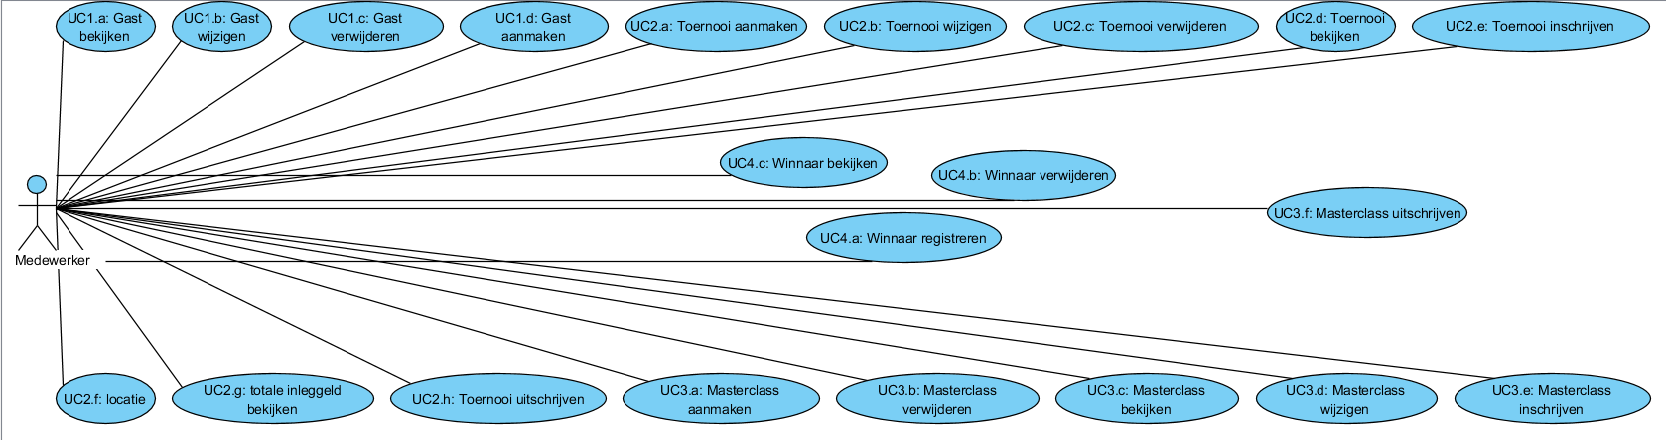 UC1.a: Gast
bekijken
UC1.b: Gast
wijzigen
UC1.c: Gast
verwijderen
UC1.d: Gast
aanmaken
UC2.a: Toernooi aanmaken
UC2.b: Toernooi wijzigen
UC2.c: Toernooi verwijderen
UC2.d: Toernooi
bekijken
UC2.e: Toernooi inschrijven
UC4.c: Winnaar bekijken
UC4.b: Winnaar verwijderen
UC3.f: Masterclass uitschrijven
UC4.a: Winnaar registreren
Medewerker
UC2.f: locatie
UC2.g: totale inleggeld
bekijken
UC2.h: Toernooi uitschrijven
UC3.a: Masterclass
aanmaken
UC3.b: Masterclass
verwijderen
UC3.c: Masterclass
bekijken
UC3.d: Masterclass
wijzigen
UC3.e: Masterclass
inschrijven